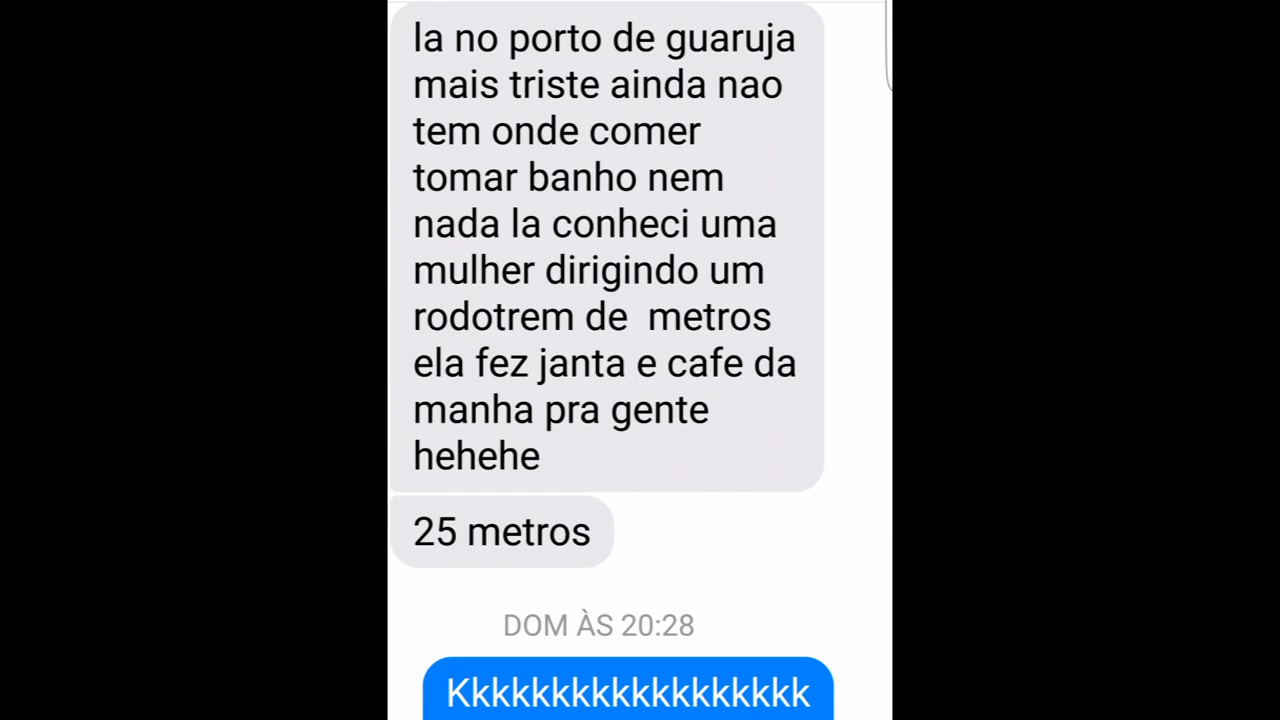 la no porto de guaruja
mais triste ainda nao
tem onde comer
tomar banho nem
nada la conheci uma
mulher dirigindo um
rodotrem de  metros
ela fez janta e cafe da
manha pra gente
hehehe
25 metros
DOM ÀS 20:28
Kkkkkkkkkkkkkkkkkk